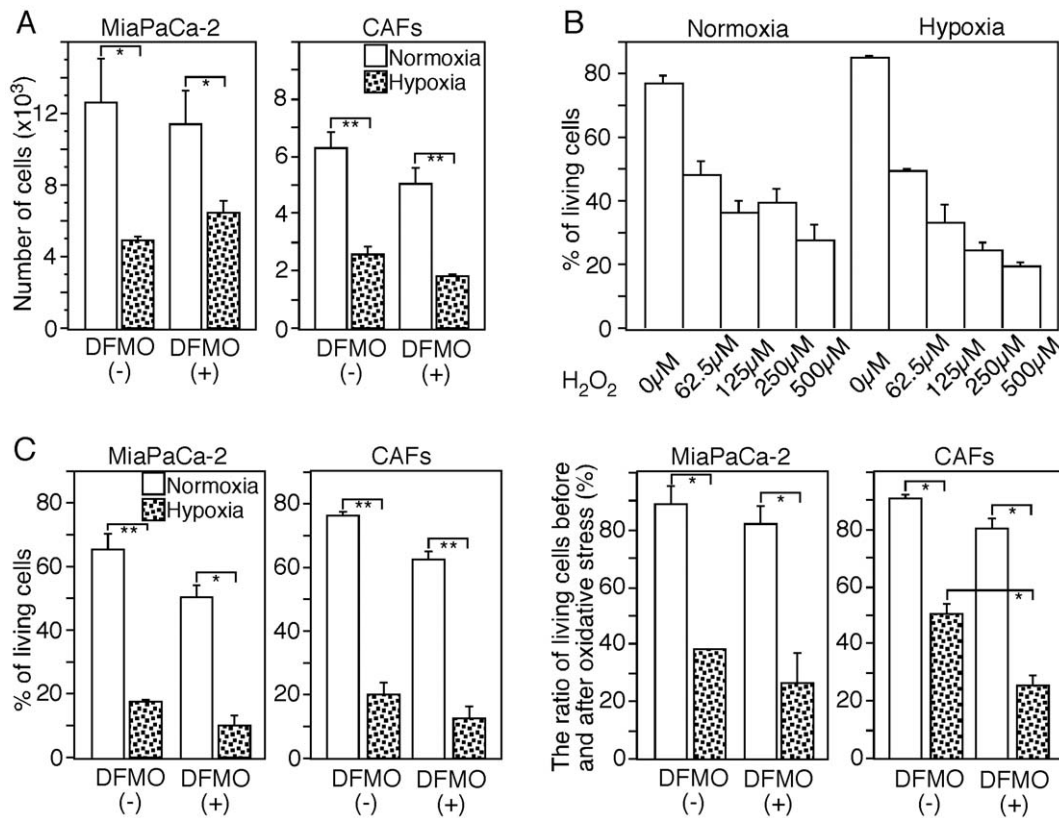 A
MiaPaCa-2
CAFs
Number of cells (x10³)
12
8
4
0
*
*
DFMO
(-)
DFMO
(+)
8
6
4
2
0
Normoxia
Hypoxia
**
**
DFMO
(-)
DFMO
(+)
B
Normoxia
Hypoxia
% of living cells
80
60
40
20
0
H₂O₂
0µM
62.5µM
125µM
250µM
500µM
0µM
62.5µM
125µM
250µM
500µM
C
MiaPaCa-2
CAFs
% of living cells
80
60
40
20
0
Normoxia
Hypoxia
**
*
DFMO
(-)
DFMO
(+)
80
60
40
20
0
**
**
DFMO
(-)
DFMO
(+)
MiaPaCa-2
CAFs
The ratio of living cells before
and after oxidative stress (%)
80
60
40
20
0
*
*
DFMO
(-)
DFMO
(+)
80
60
40
20
0
*
*
*
DFMO
(-)
DFMO
(+)